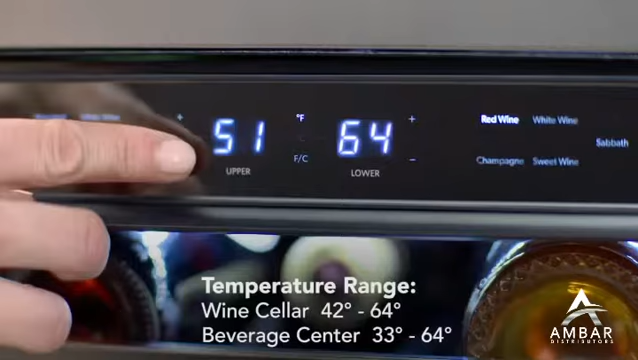 51
UPPER
°F
F/C
64
LOWER
+
−
Red Wine White Wine
Sabbath
Champagne Sweet Wine
Temperature Range:
Wine Cellar 42° - 64°
Beverage Center 33° - 64°
AMBAR
DISTRIBUTORS